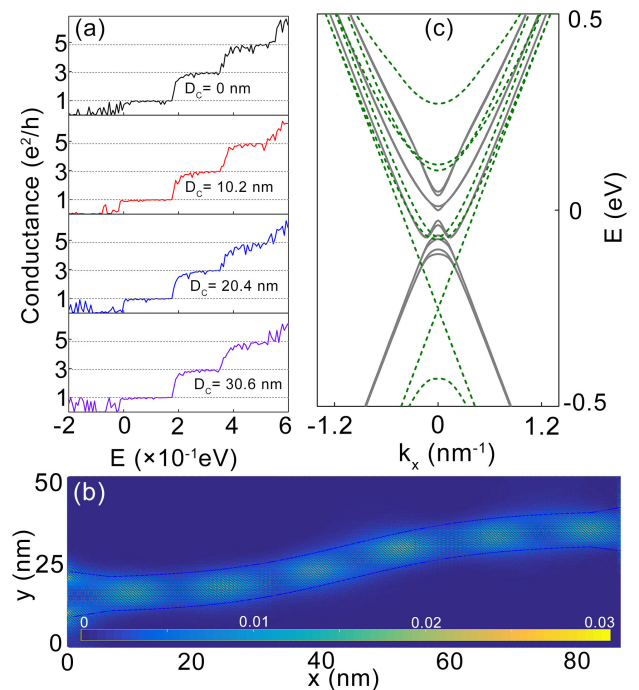 (a)
Conductance (e²/h)
5
3
1
D_C = 0 nm
5
3
1
D_C = 10.2 nm
5
3
1
D_C = 20.4 nm
5
3
1
D_C = 30.6 nm
-2 0 2 4 6
E (×10⁻¹eV)
(c)
0.5
0
-0.5
E (eV)
-1.2 0 1.2
k_x (nm⁻¹)
(b)
50
25
0
y (nm)
0 0.01 0.02 0.03
0 20 40 60 80
x (nm)